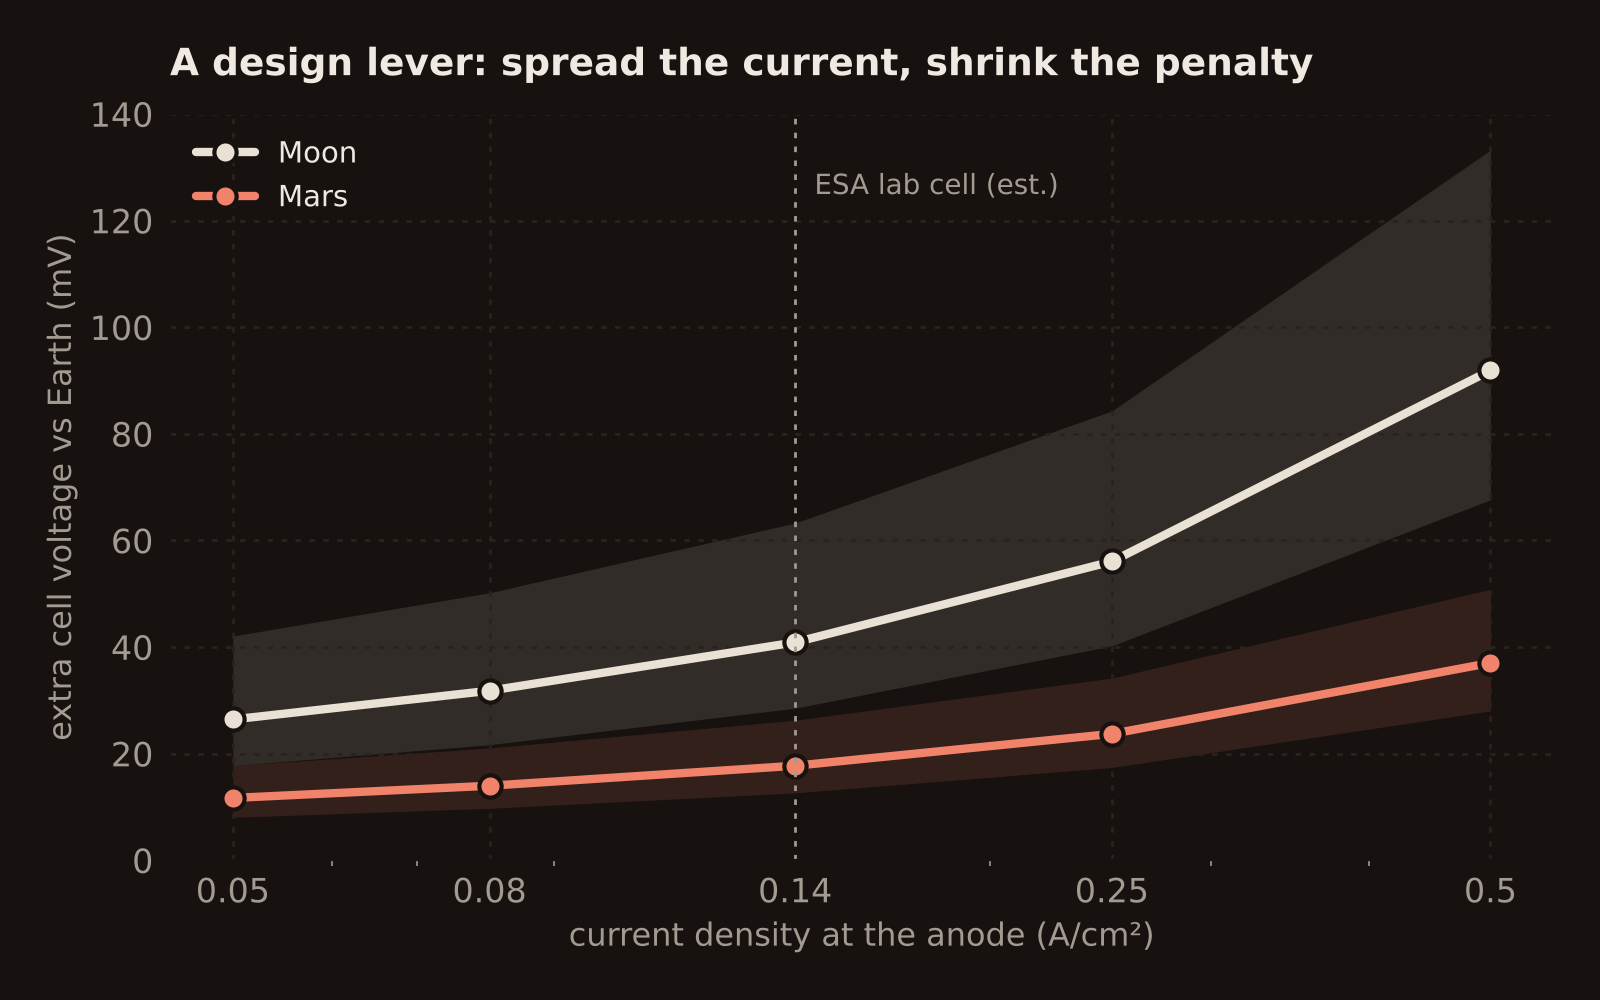 A design lever: spread the current, shrink the penalty
140
120
100
80
60
40
20
0
extra cell voltage vs Earth (mV)
Moon
Mars
ESA lab cell (est.)
0.05 0.08 0.14 0.25 0.5
current density at the anode (A/cm²)